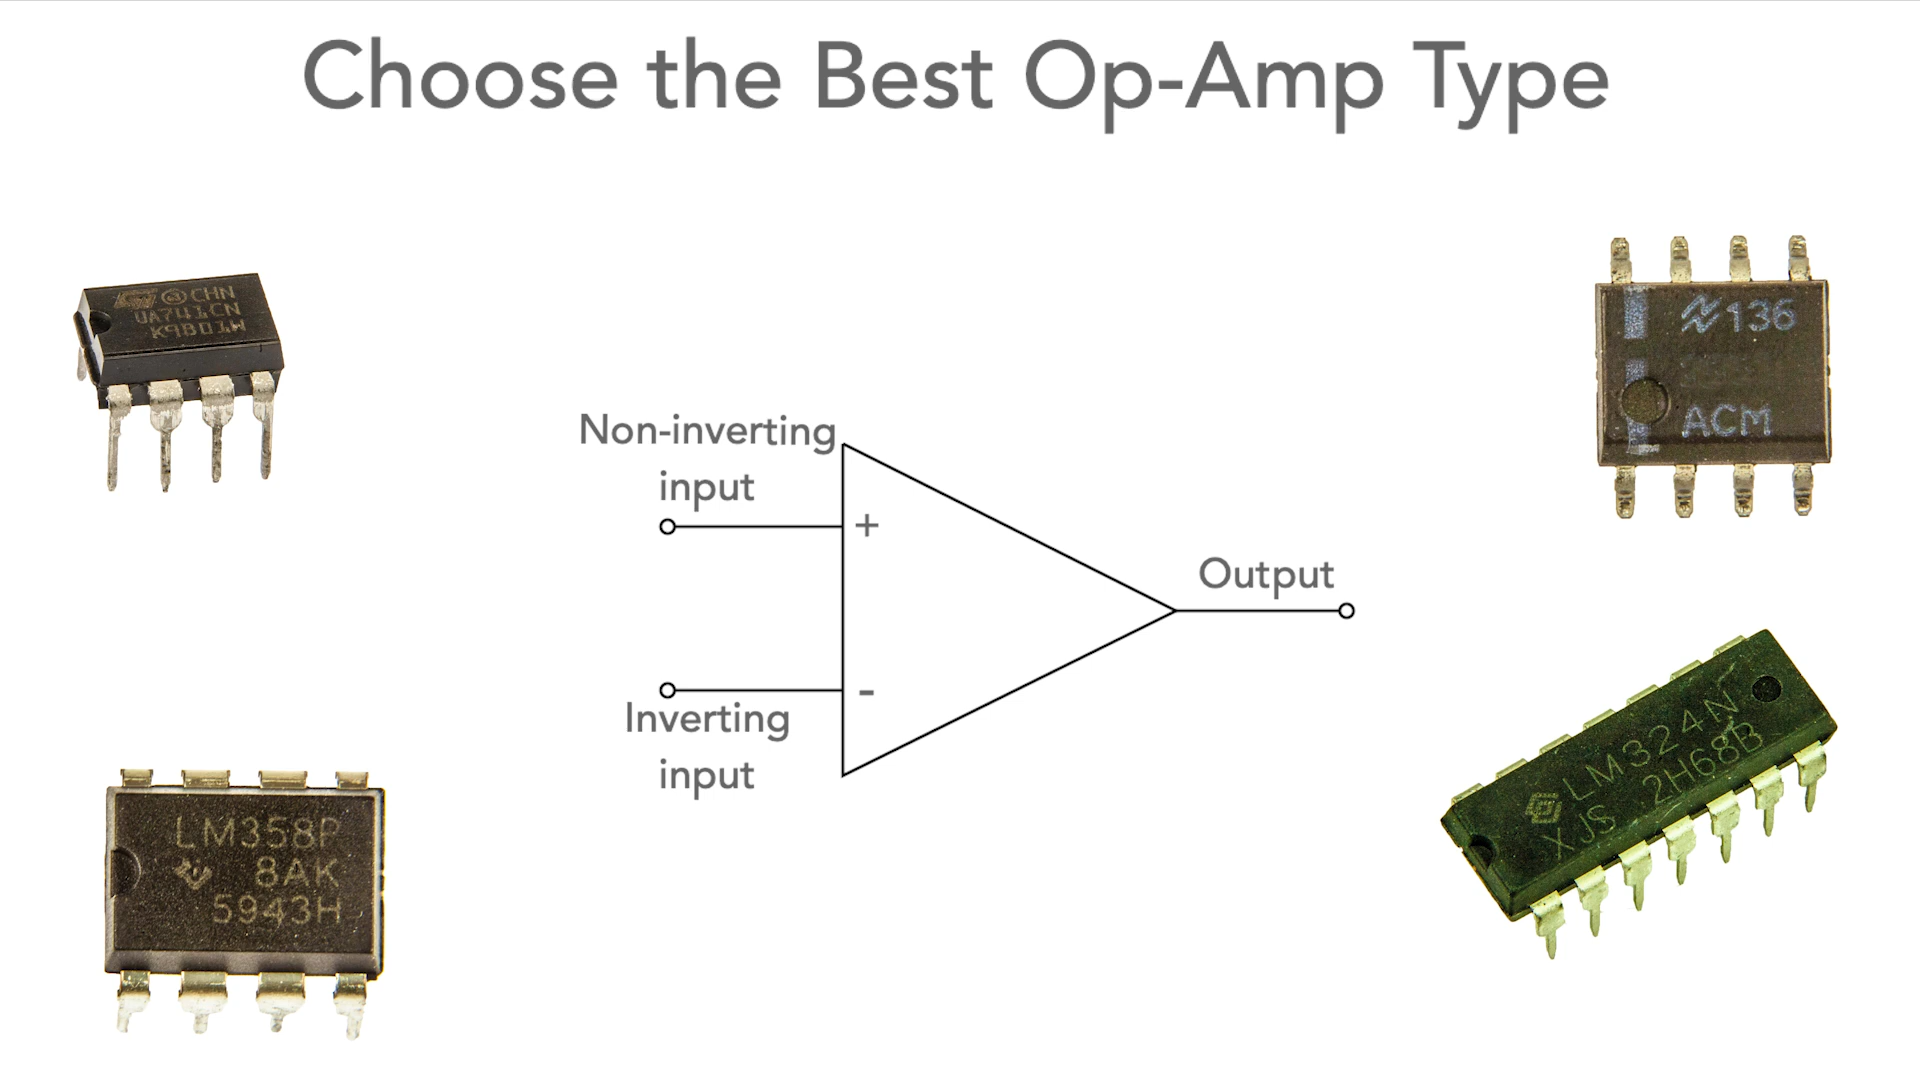 Choose the Best Op-Amp Type
CHN
UA741CN
K9B01W
136
ACM
Non-inverting
input
+
Output
-
Inverting
input
LM324N
XJS 2H68B
LM358P
8AK
5943H